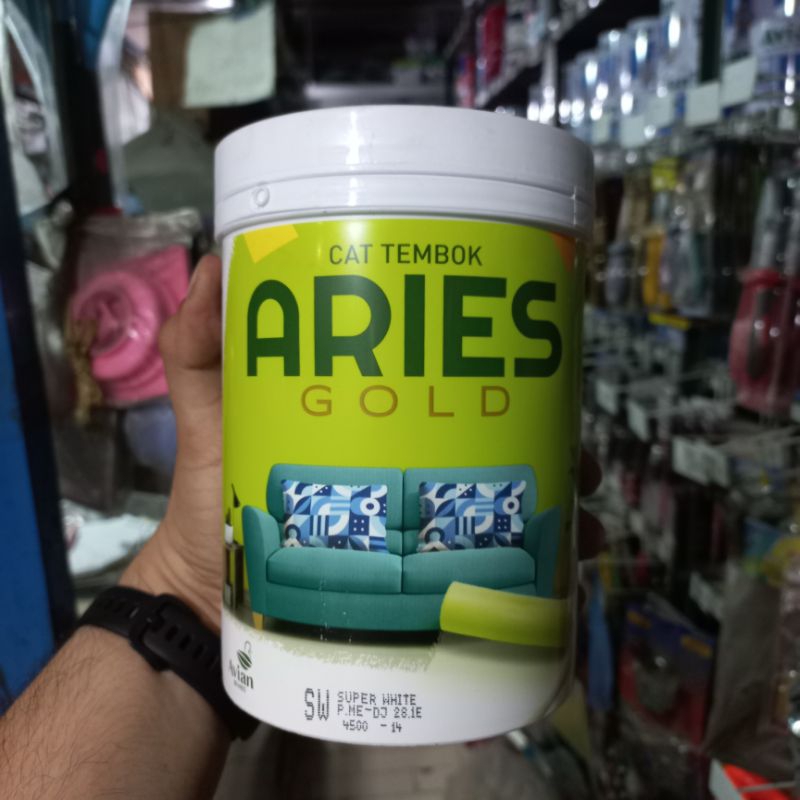 CAT TEMBOK
ARIES
GOLD
Avian
SW SUPER WHITE
P.ME-DJ 28.1E
4500 - 14